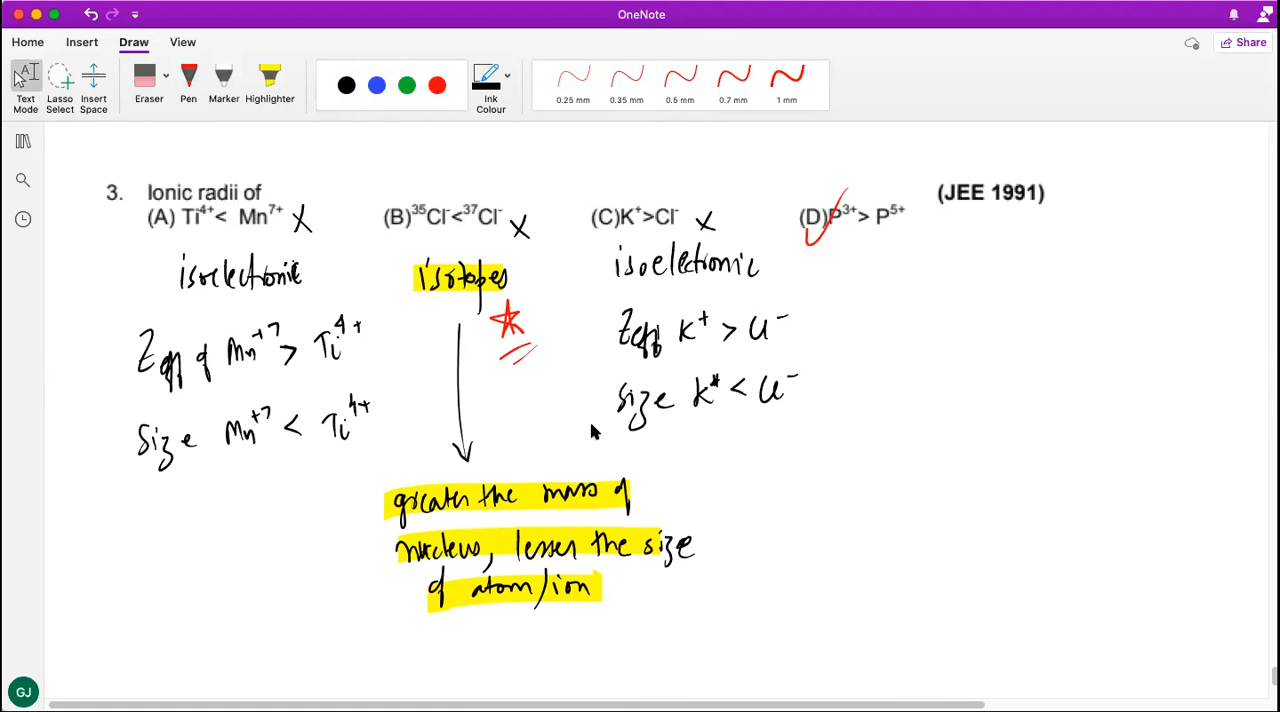 OneNote
Home Insert Draw View
Share
Text Mode
Lasso Select
Insert Space
Eraser
Pen
Marker
Highlighter
Ink Colour
0.25 mm
0.35 mm
0.5 mm
0.7 mm
1 mm
3. Ionic radii of (JEE 1991)
(A) Ti⁴⁺< Mn⁷⁺ X (B)³⁵Cl⁻<³⁷Cl⁻ X (C)K⁺>Cl⁻ X (D)P³⁺> P⁵⁺
isoelectronic
isotopes
isoelectronic
Zeff of Mn⁺⁷ > Ti⁴⁺
Size Mn⁺⁷ < Ti⁴⁺
Zeff K⁺ > Cl⁻
Size K⁺ < Cl⁻
greater the mass of
nucleus, lesser the size
of atom/ion
GJ